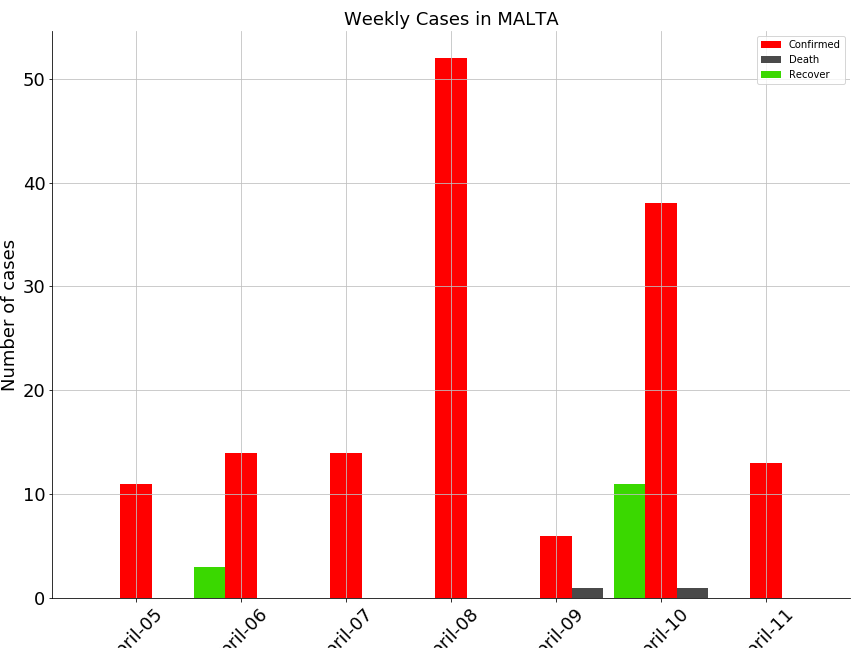 Weekly Cases in MALTA
Confirmed
Death
Recover
Number of cases
50
40
30
20
10
0
pril-05
pril-06
pril-07
pril-08
pril-09
pril-10
pril-11